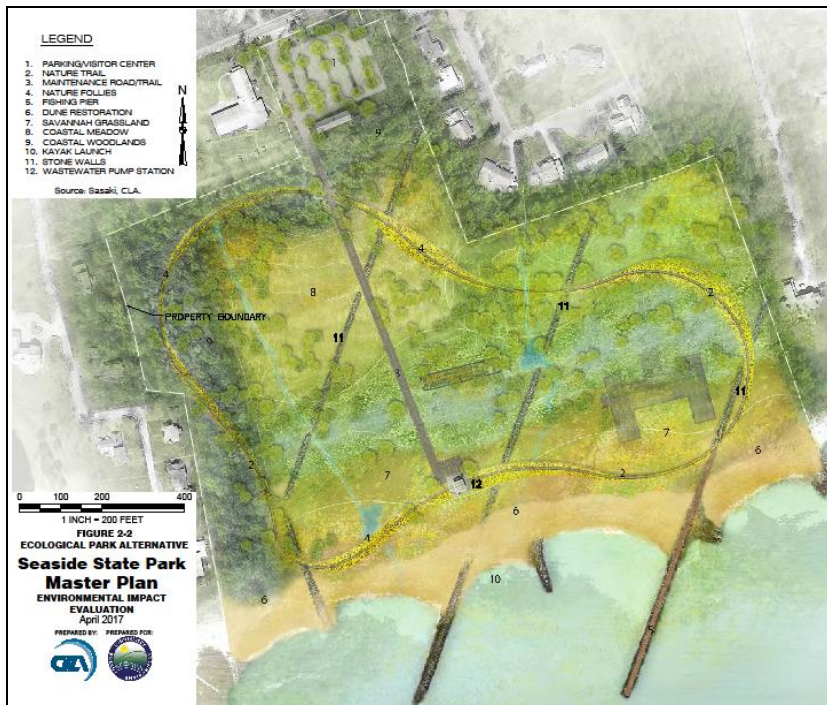 LEGEND
1. PARKING/VISITOR CENTER
2. NATURE TRAIL
3. MAINTENANCE ROAD/TRAIL
4. NATURE FOLLIES
5. FISHING PIER
6. DUNE RESTORATION
7. SAVANNAH GRASSLAND
8. COASTAL MEADOW
9. COASTAL WOODLANDS
10. KAYAK LAUNCH
11. STONE WALLS
12. WASTEWATER PUMP STATION
Source: Sasaki, CLA.
N
1
9
4
4
8
2
11
PROPERTY BOUNDARY
9
11
3
11
7
7
6
2
12
2
6
4
10
6
5
0 100 200 400
1 INCH = 200 FEET
FIGURE 2-2
ECOLOGICAL PARK ALTERNATIVE
Seaside State Park
Master Plan
ENVIRONMENTAL IMPACT
EVALUATION
April 2017
PREPARED BY: PREPARED FOR: